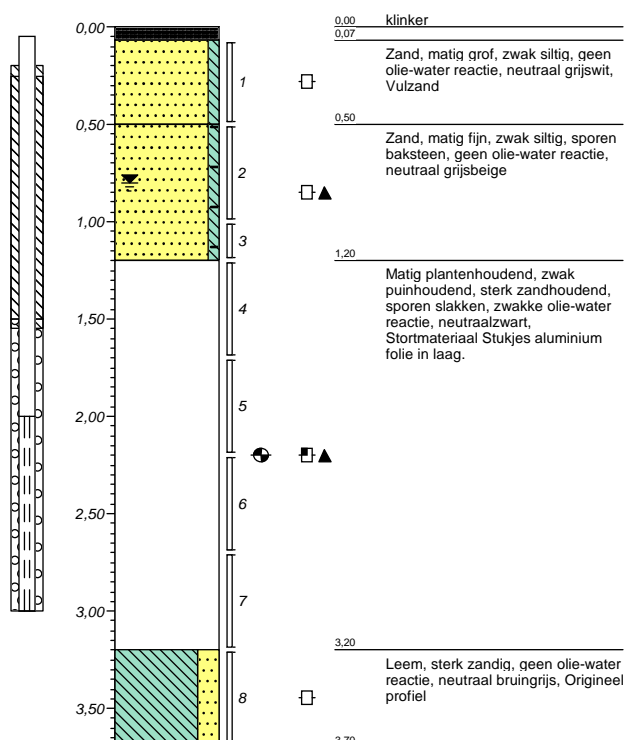 0,00
0,50
1,00
1,50
2,00
2,50
3,00
3,50
1
2
3
4
5
6
7
8
0,00 klinker
0,07
Zand, matig grof, zwak siltig, geen
olie-water reactie, neutraal grijswit,
Vulzand
0,50
Zand, matig fijn, zwak siltig, sporen
baksteen, geen olie-water reactie,
neutraal grijsbeige
1,20
Matig plantenhoudend, zwak
puinhoudend, sterk zandhoudend,
sporen slakken, zwakke olie-water
reactie, neutraalzwart,
Stortmateriaal Stukjes aluminium
folie in laag.
3,20
Leem, sterk zandig, geen olie-water
reactie, neutraal bruingrijs, Origineel
profiel